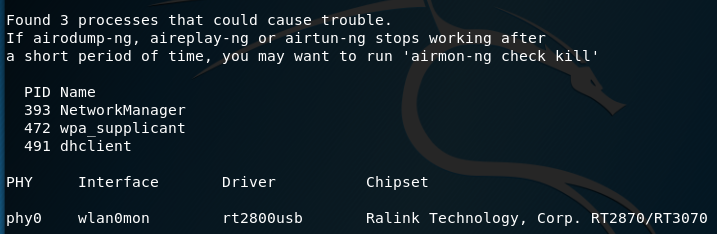 Found 3 processes that could cause trouble.
If airodump-ng, aireplay-ng or airtun-ng stops working after
a short period of time, you may want to run 'airmon-ng check kill'
PID Name
393 NetworkManager
472 wpa_supplicant
491 dhclient
PHY Interface Driver Chipset
phy0 wlan0mon rt2800usb Ralink Technology, Corp. RT2870/RT3070